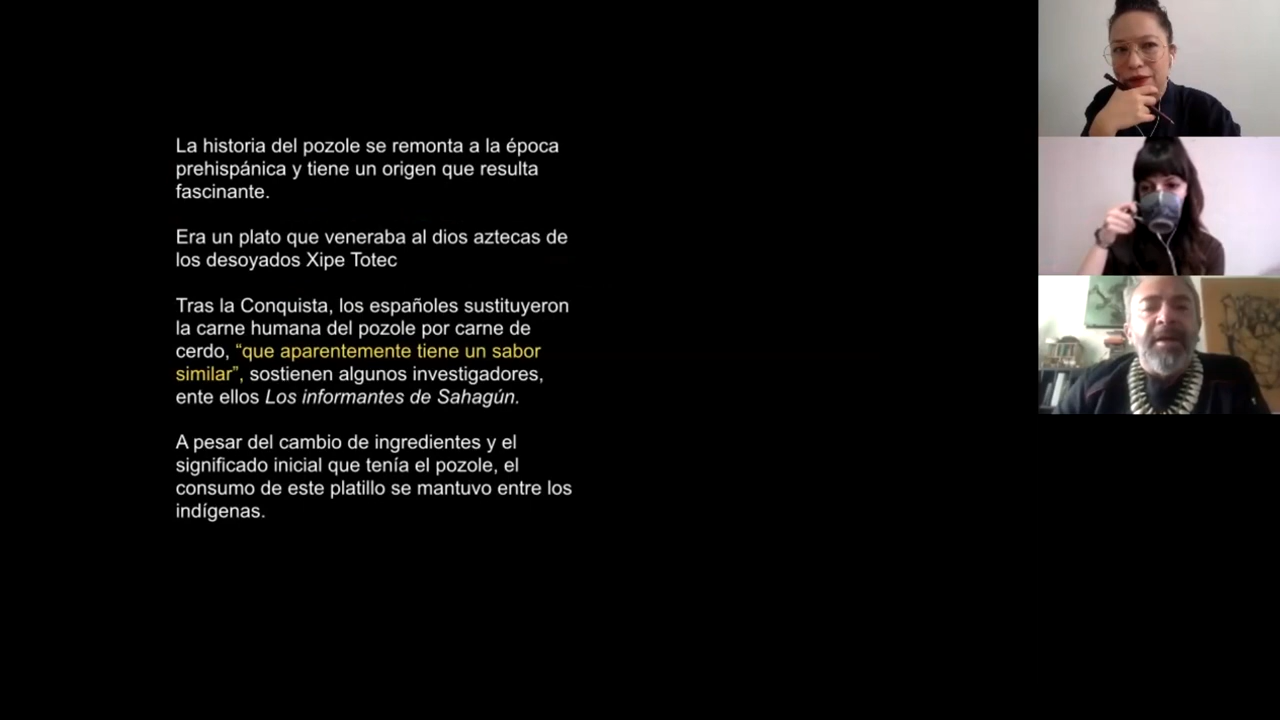 La historia del pozole se remonta a la época
prehispánica y tiene un origen que resulta
fascinante.
Era un plato que veneraba al dios aztecas de
los desoyados Xipe Totec
Tras la Conquista, los españoles sustituyeron
la carne humana del pozole por carne de
cerdo, “que aparentemente tiene un sabor
similar”, sostienen algunos investigadores,
ente ellos Los informantes de Sahagún.
A pesar del cambio de ingredientes y el
significado inicial que tenía el pozole, el
consumo de este platillo se mantuvo entre los
indígenas.